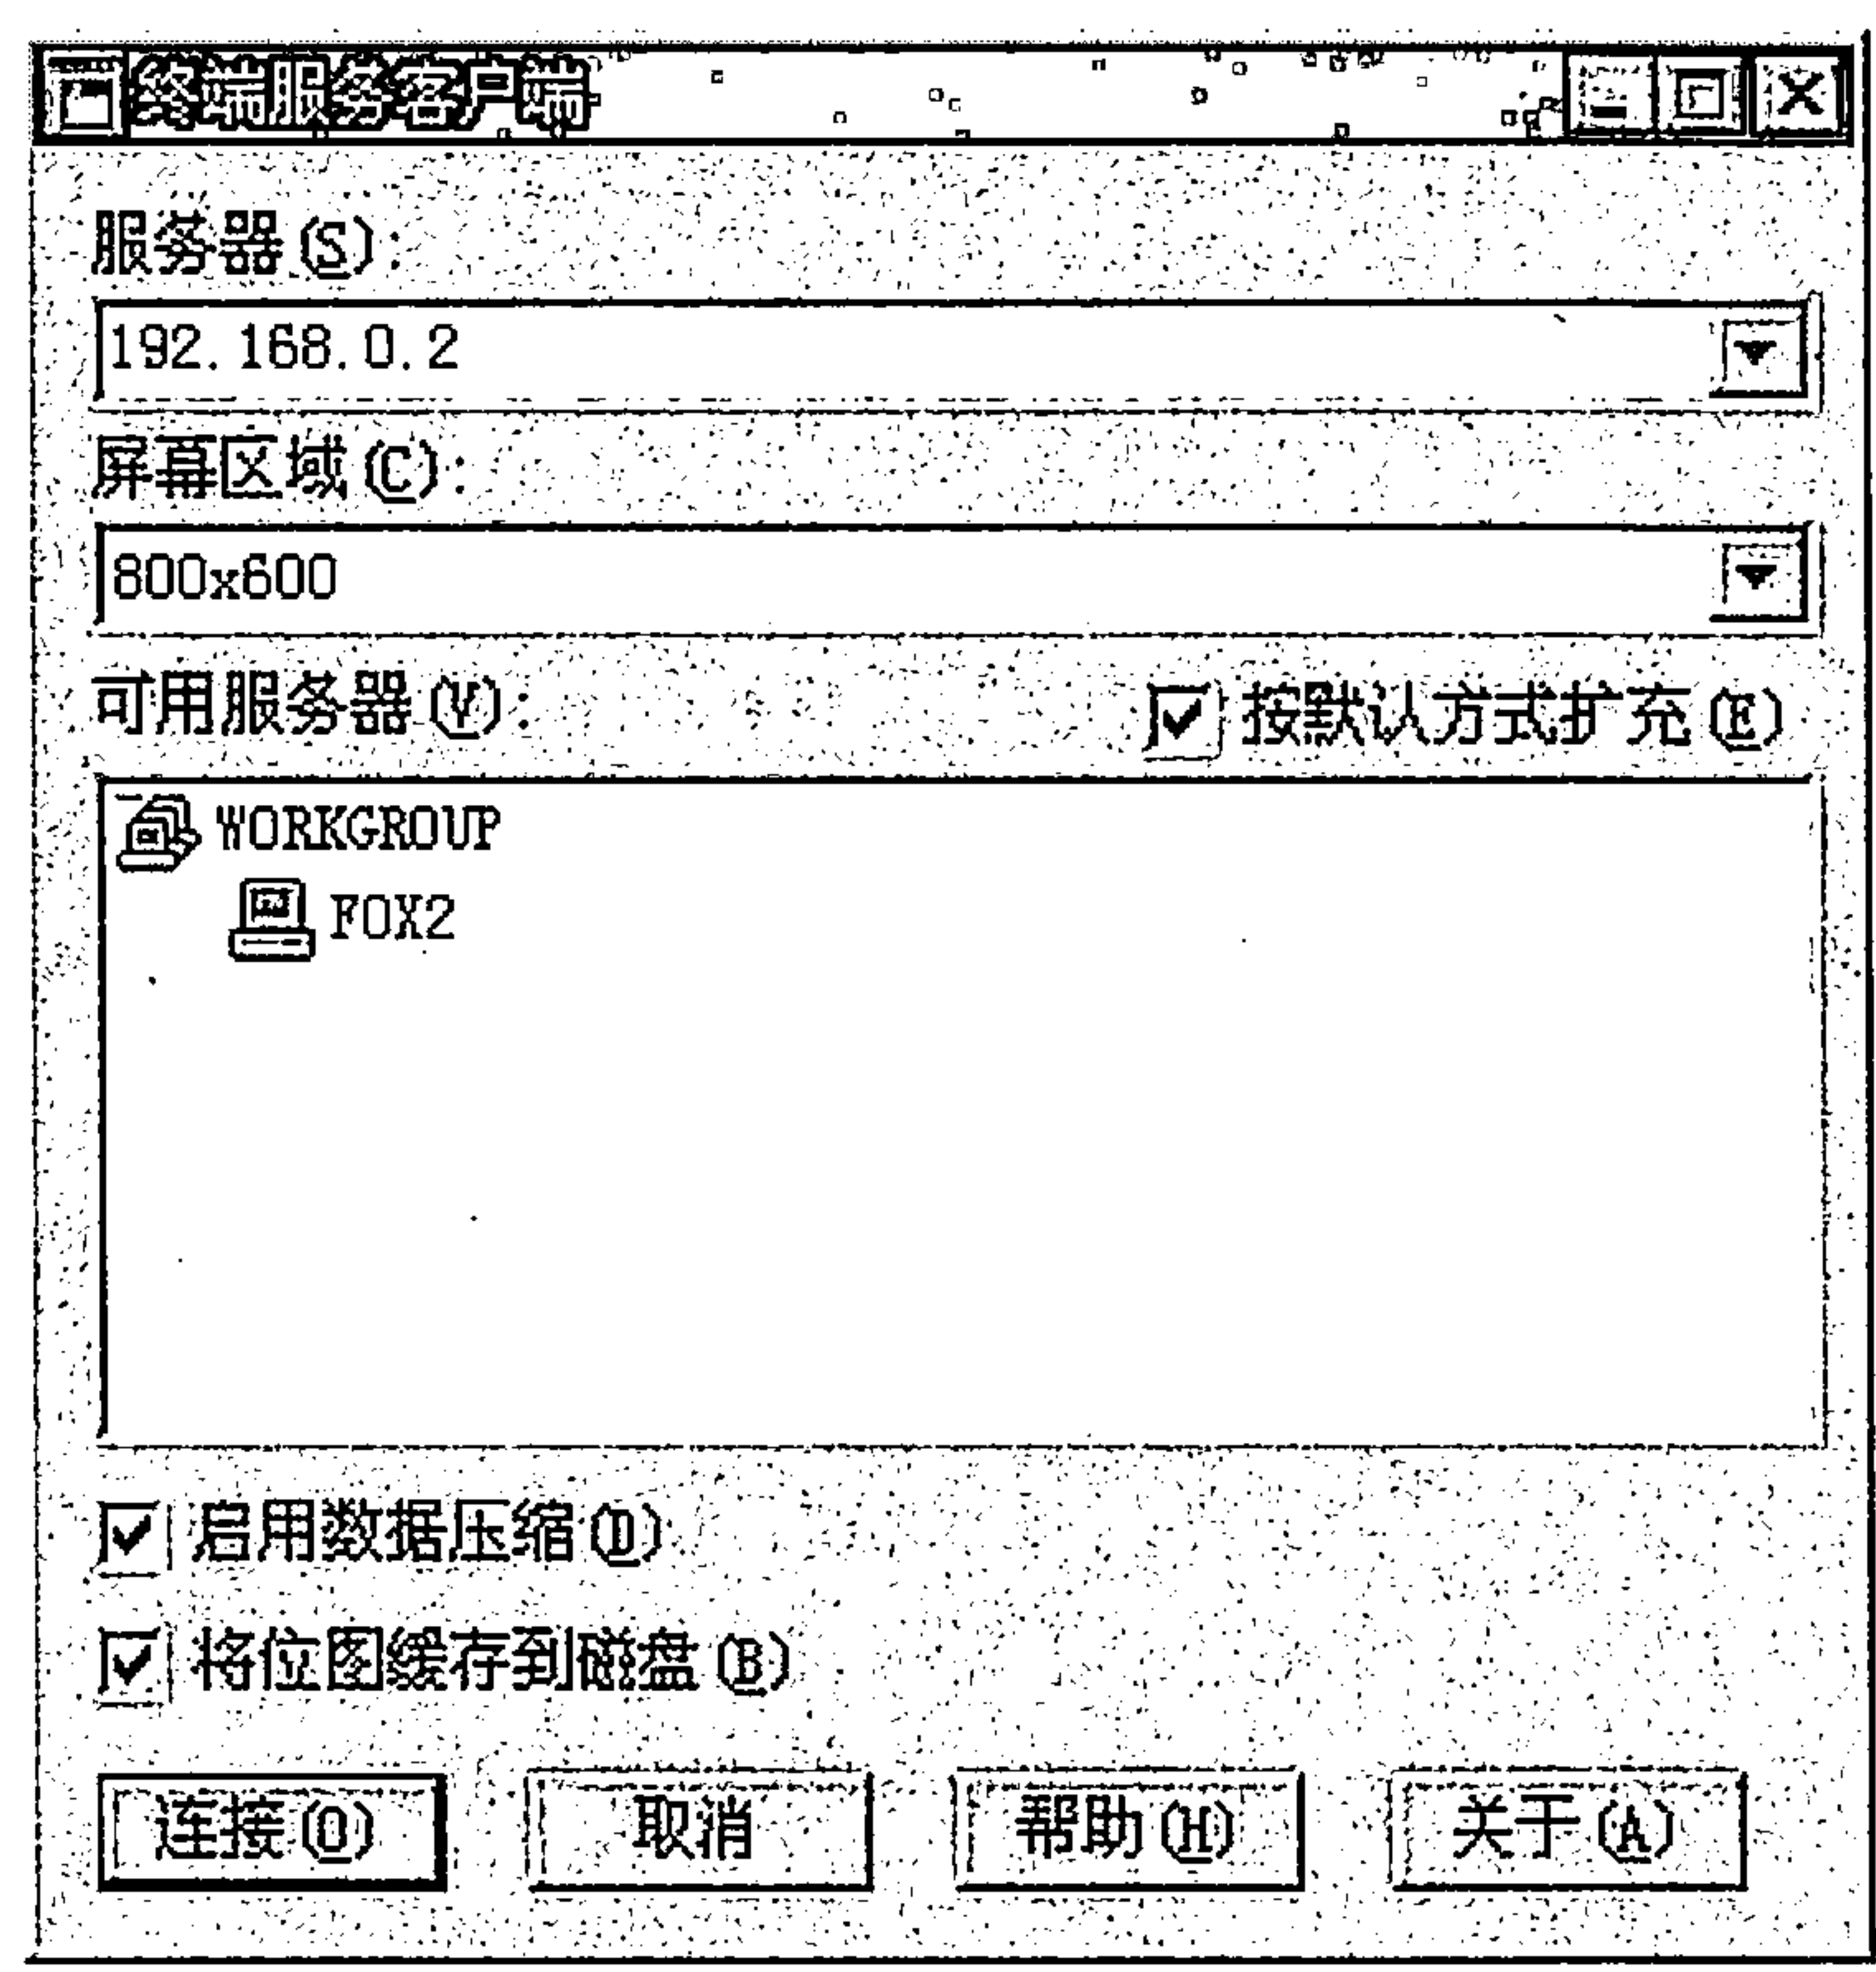 终端服务客户端
服务器(S):
192.168.0.2
屏幕区域(C):
800x600
可用服务器(V):
按默认方式扩充(E)
WORKGROUP
FOX2
启用数据压缩(D)
将位图缓存到磁盘(B)
连接(O) 取消 帮助(H) 关于(A)